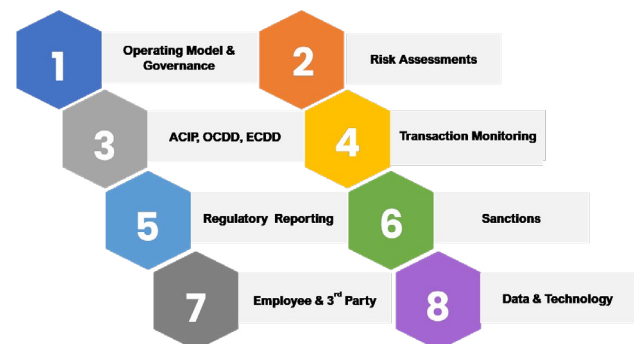 1
Operating Model &
Governance
2
Risk Assessments
3
ACIP, OCDD, ECDD
4
Transaction Monitoring
5
Regulatory Reporting
6
Sanctions
7
Employee & 3rd Party
8
Data & Technology